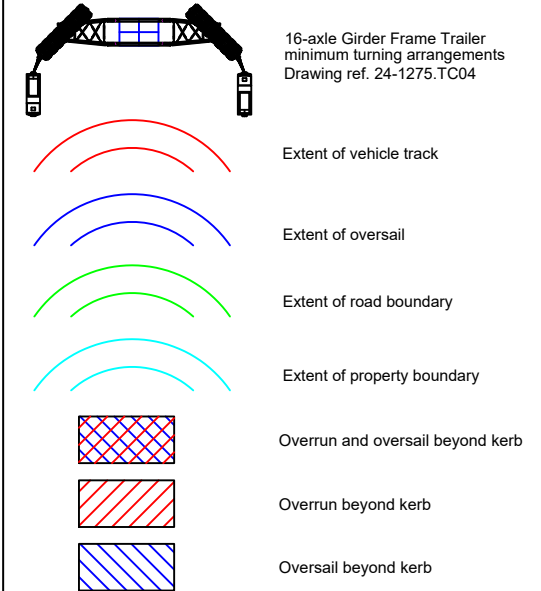 16-axle Girder Frame Trailer
minimum turning arrangements
Drawing ref. 24-1275.TC04
Extent of vehicle track
Extent of oversail
Extent of road boundary
Extent of property boundary
Overrun and oversail beyond kerb
Overrun beyond kerb
Oversail beyond kerb